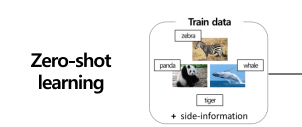 Zero-shot
learning
Train data
zebra
panda
whale
tiger
+ side-information